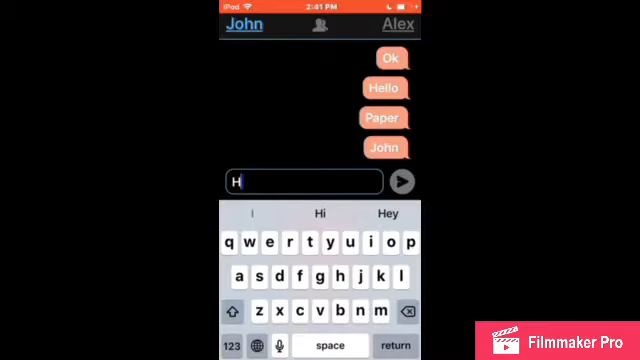 iPod 2:41 PM
John Alex
Ok
Hello
Paper
John
H
i Hi Hey
q w e r t y u i o p
a s d f g h j k l
z x c v b n m
123 space return
Filmmaker Pro